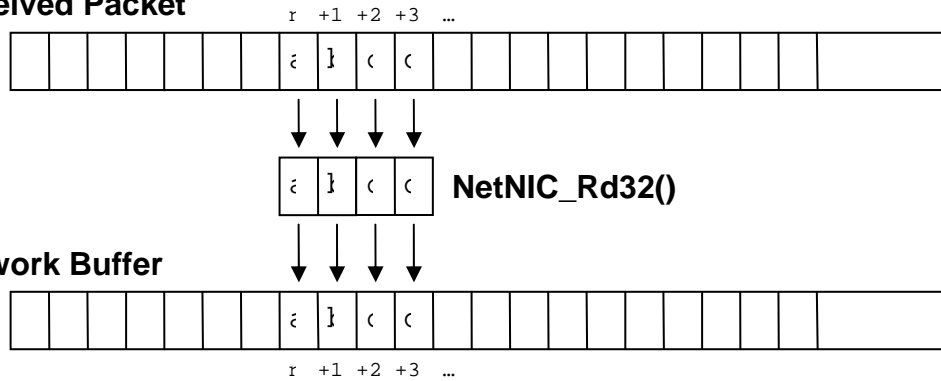 eived Packet
r +1 +2 +3 …
NetNIC_Rd32()
work Buffer
r +1 +2 +3 …